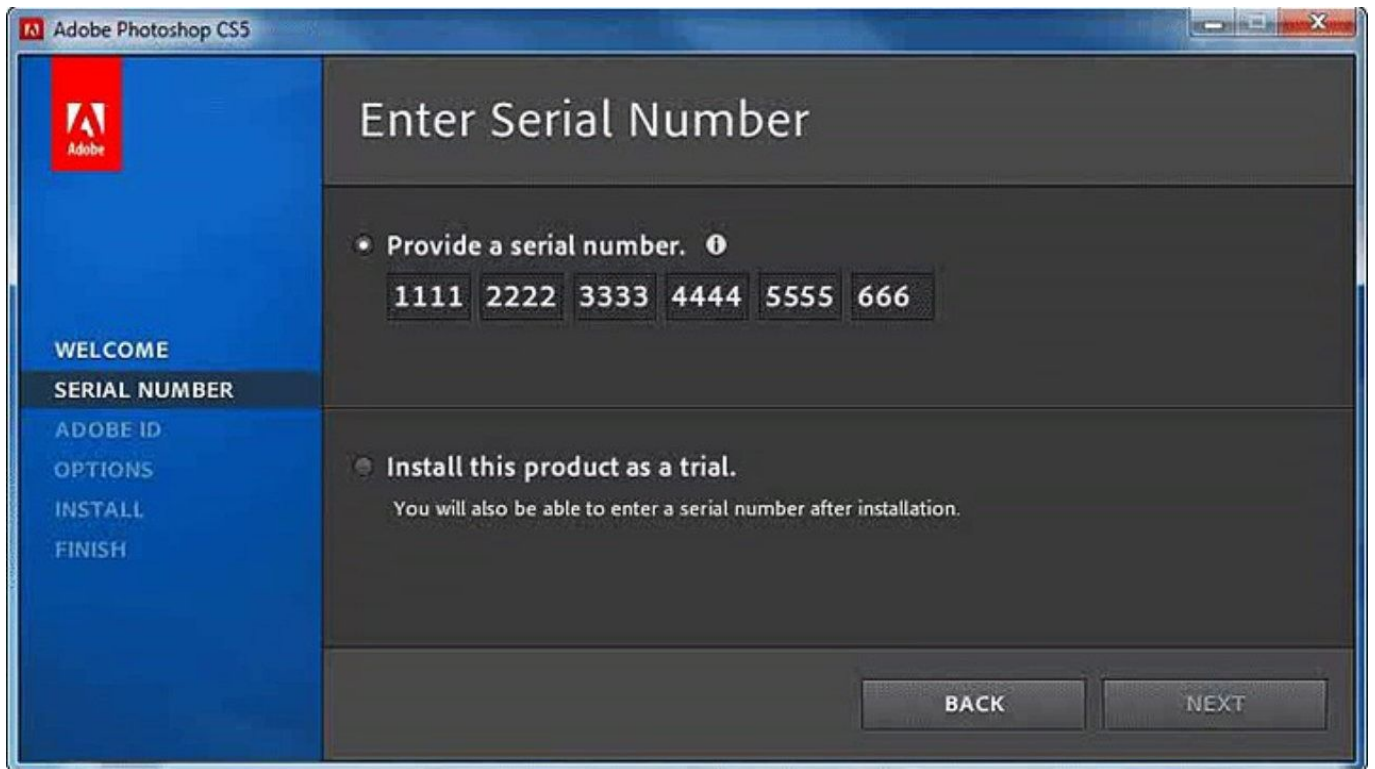 Adobe Photoshop CS5
Adobe
Enter Serial Number
Provide a serial number.
1111 2222 3333 4444 5555 666
WELCOME
SERIAL NUMBER
ADOBE ID
OPTIONS
INSTALL
FINISH
Install this product as a trial.
You will also be able to enter a serial number after installation.
BACK NEXT